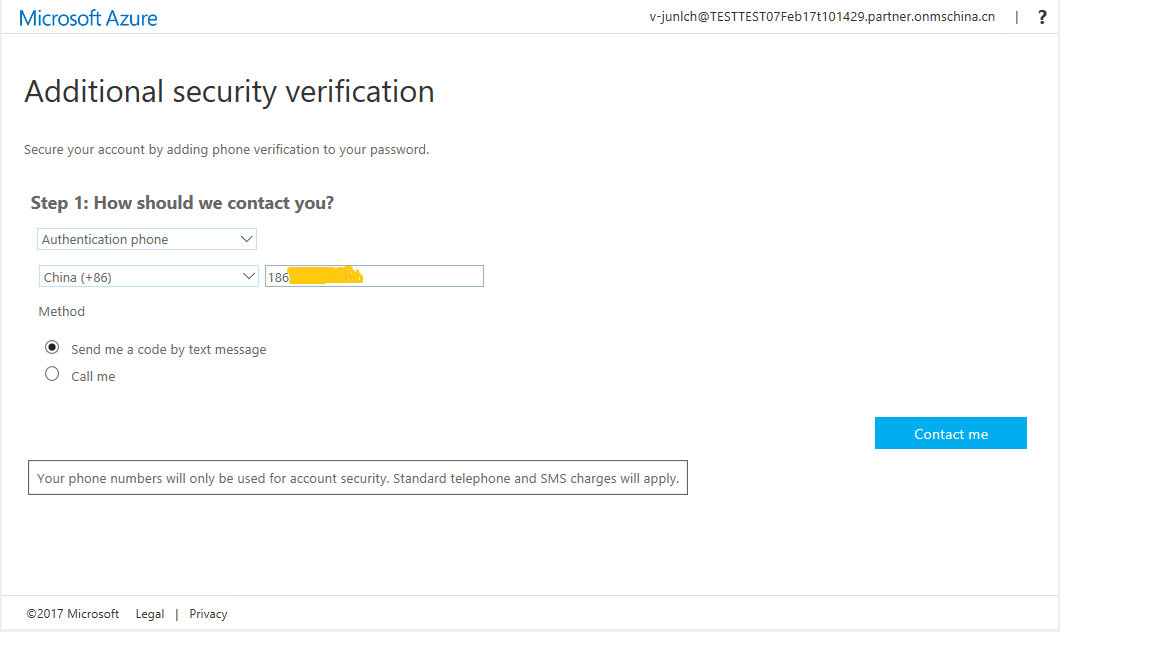 Microsoft Azure
v-junlch@TESTTEST07Feb17t101429.partner.onmschina.cn | ?
Additional security verification
Secure your account by adding phone verification to your password.
Step 1: How should we contact you?
Authentication phone
China (+86) 186
Method
Send me a code by text message
Call me
Contact me
Your phone numbers will only be used for account security. Standard telephone and SMS charges will apply.
©2017 Microsoft Legal | Privacy